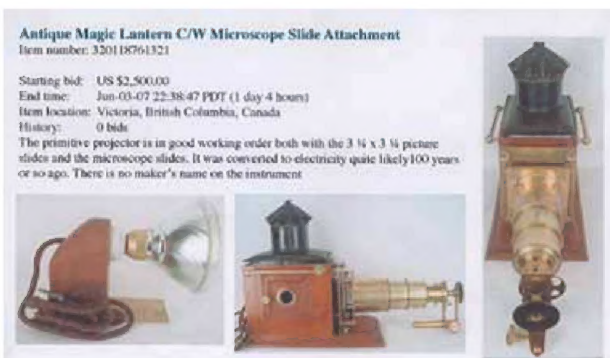 Antique Magic Lantern C/W Microscope Slide Attachment
Item number: 320118761321
Starting bid: US $2,500.00
End time: Jun-03-07 22:38:47 PDT (1 day 4 hours)
Item location: Victoria, British Columbia, Canada
History: 0 bids
The primitive projector is in good working order both with the 3 ¼ x 3 ¼ picture
slides and the microscope slides. It was converted to electricity quite likely100 years
or so ago. There is no maker's name on the instrument